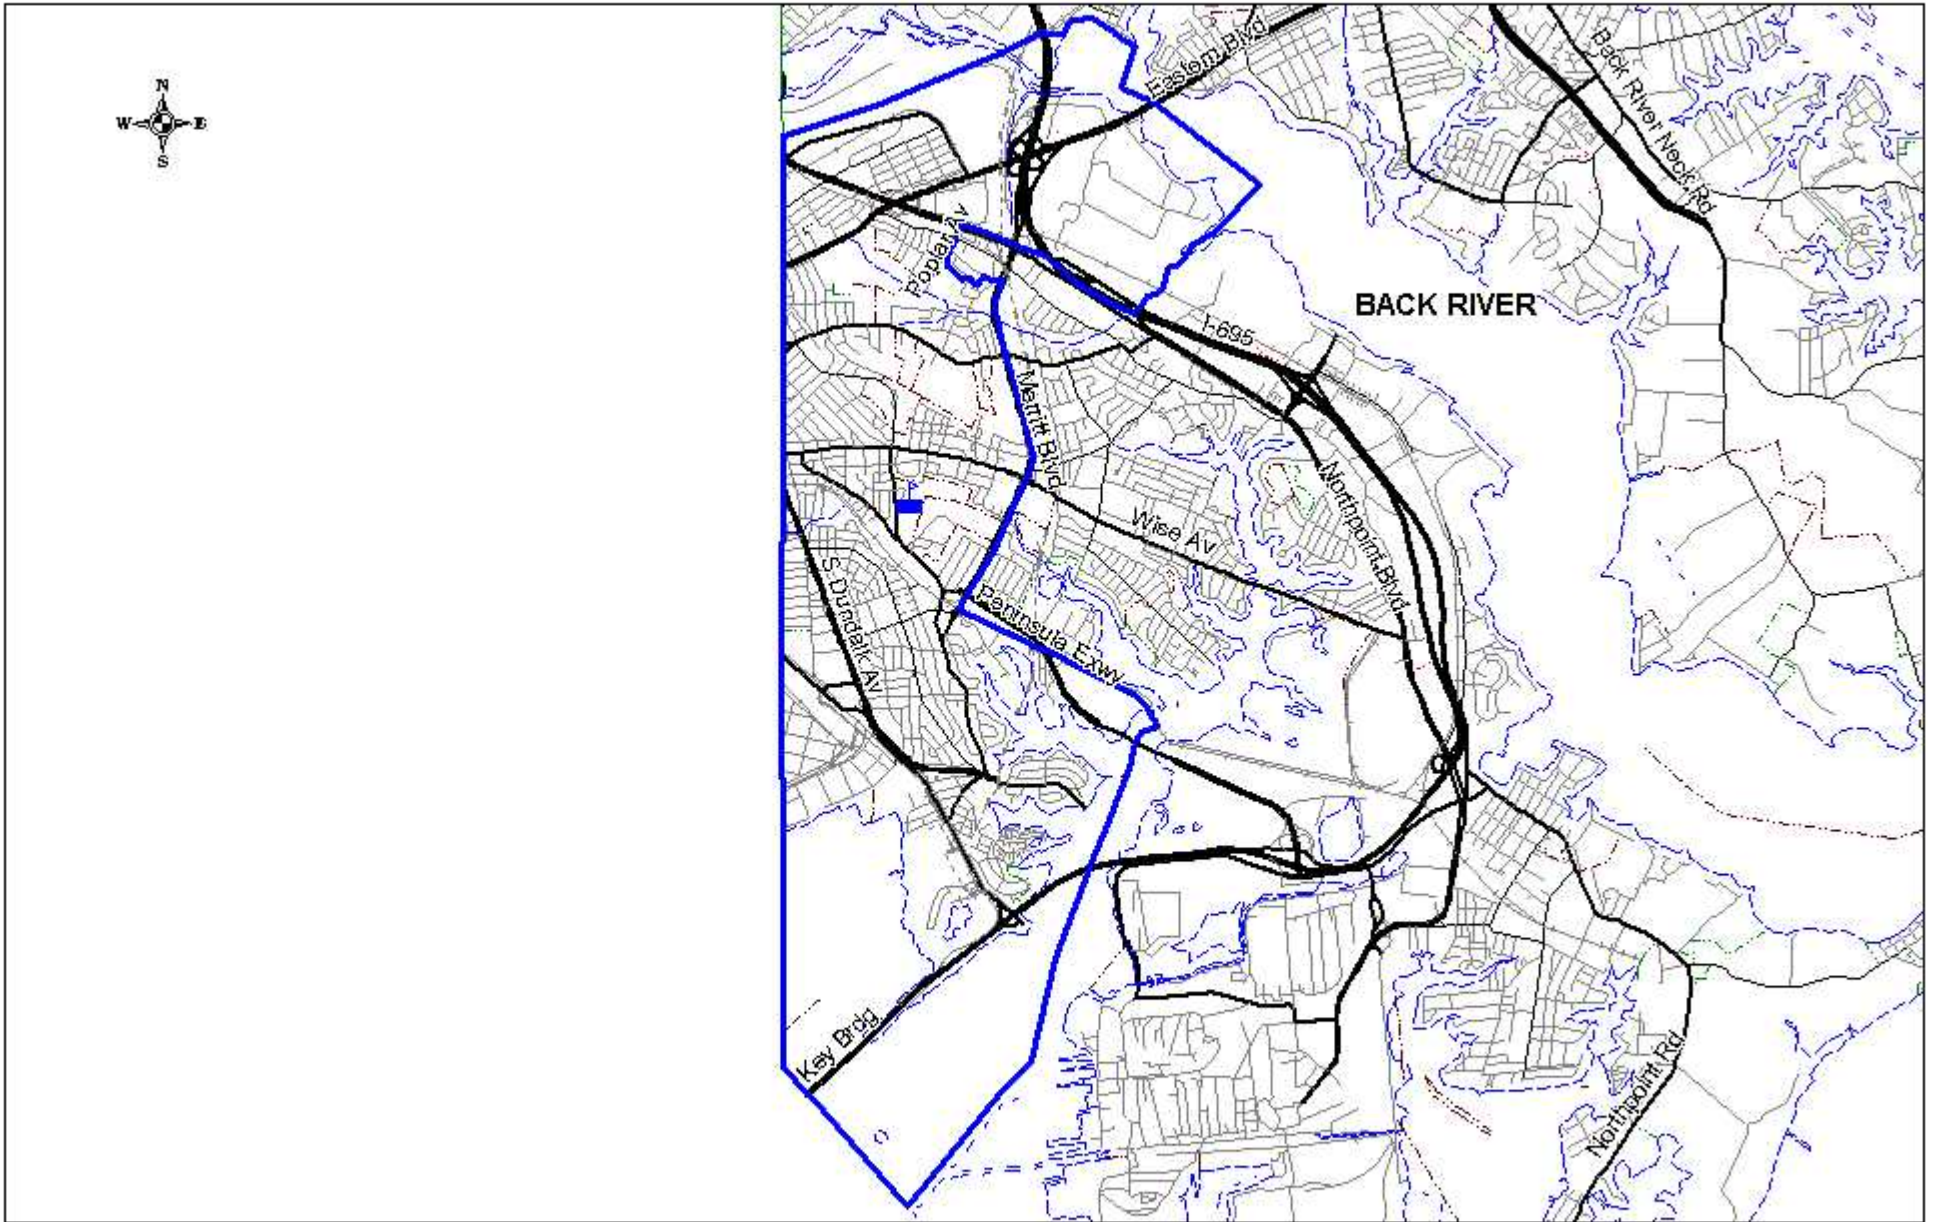 N
W E
S
Eastern Blvd
Back River Neck Rd
Poplar Av
BACK RIVER
I-695
Merritt Blvd
Northpoint Blvd
Wise Av
S Dundalk Av
Peninsula Exwy
Key Brdg
Northpoint Rd